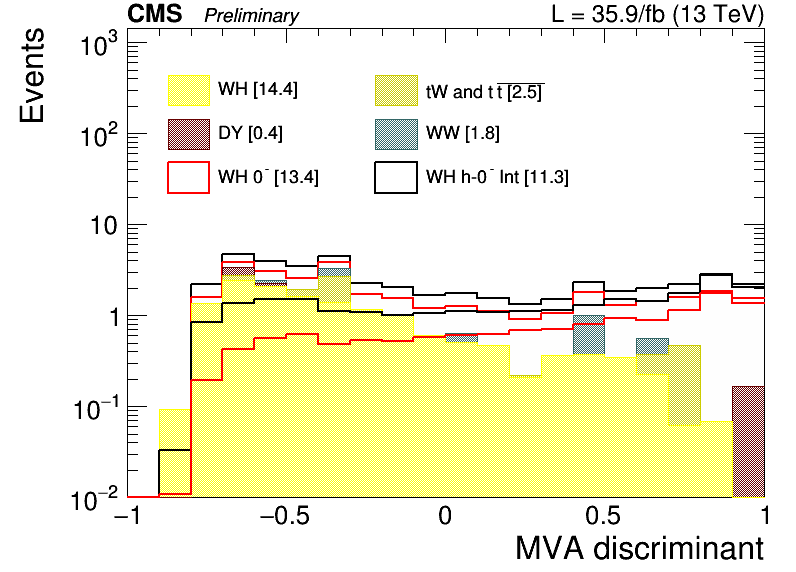 CMS Preliminary L = 35.9/fb (13 TeV)
Events
10³
10²
10
1
10⁻¹
10⁻²
WH [14.4]
tW and t t̅ [2.5]
DY [0.4]
WW [1.8]
WH 0⁻ [13.4]
WH h-0⁻ Int [11.3]
−1 −0.5 0 0.5 1
MVA discriminant